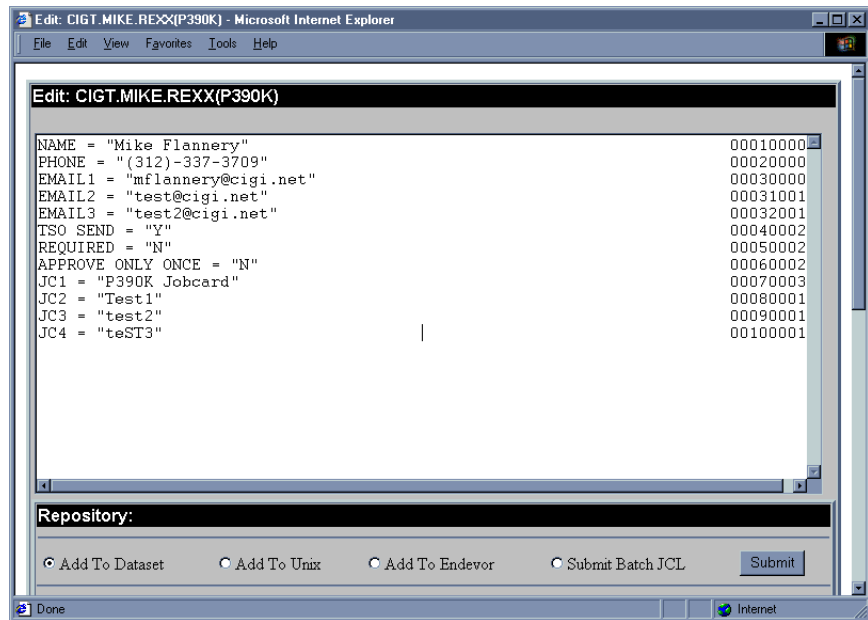 Edit: CIGT.MIKE.REXX(P390K) - Microsoft Internet Explorer
File Edit View Favorites Tools Help
Edit: CIGT.MIKE.REXX(P390K)
NAME = "Mike Flannery" 00010000
PHONE = "(312)-337-3709" 00020000
EMAIL1 = "mflannery@cigi.net" 00030000
EMAIL2 = "test@cigi.net" 00031001
EMAIL3 = "test2@cigi.net" 00032001
TSO SEND = "Y" 00040002
REQUIRED = "N" 00050002
APPROVE ONLY ONCE = "N" 00060002
JC1 = "P390K Jobcard" 00070003
JC2 = "Test1" 00080001
JC3 = "test2" 00090001
JC4 = "teST3" 00100001
Repository:
Add To Dataset Add To Unix Add To Endevor Submit Batch JCL Submit
Done Internet